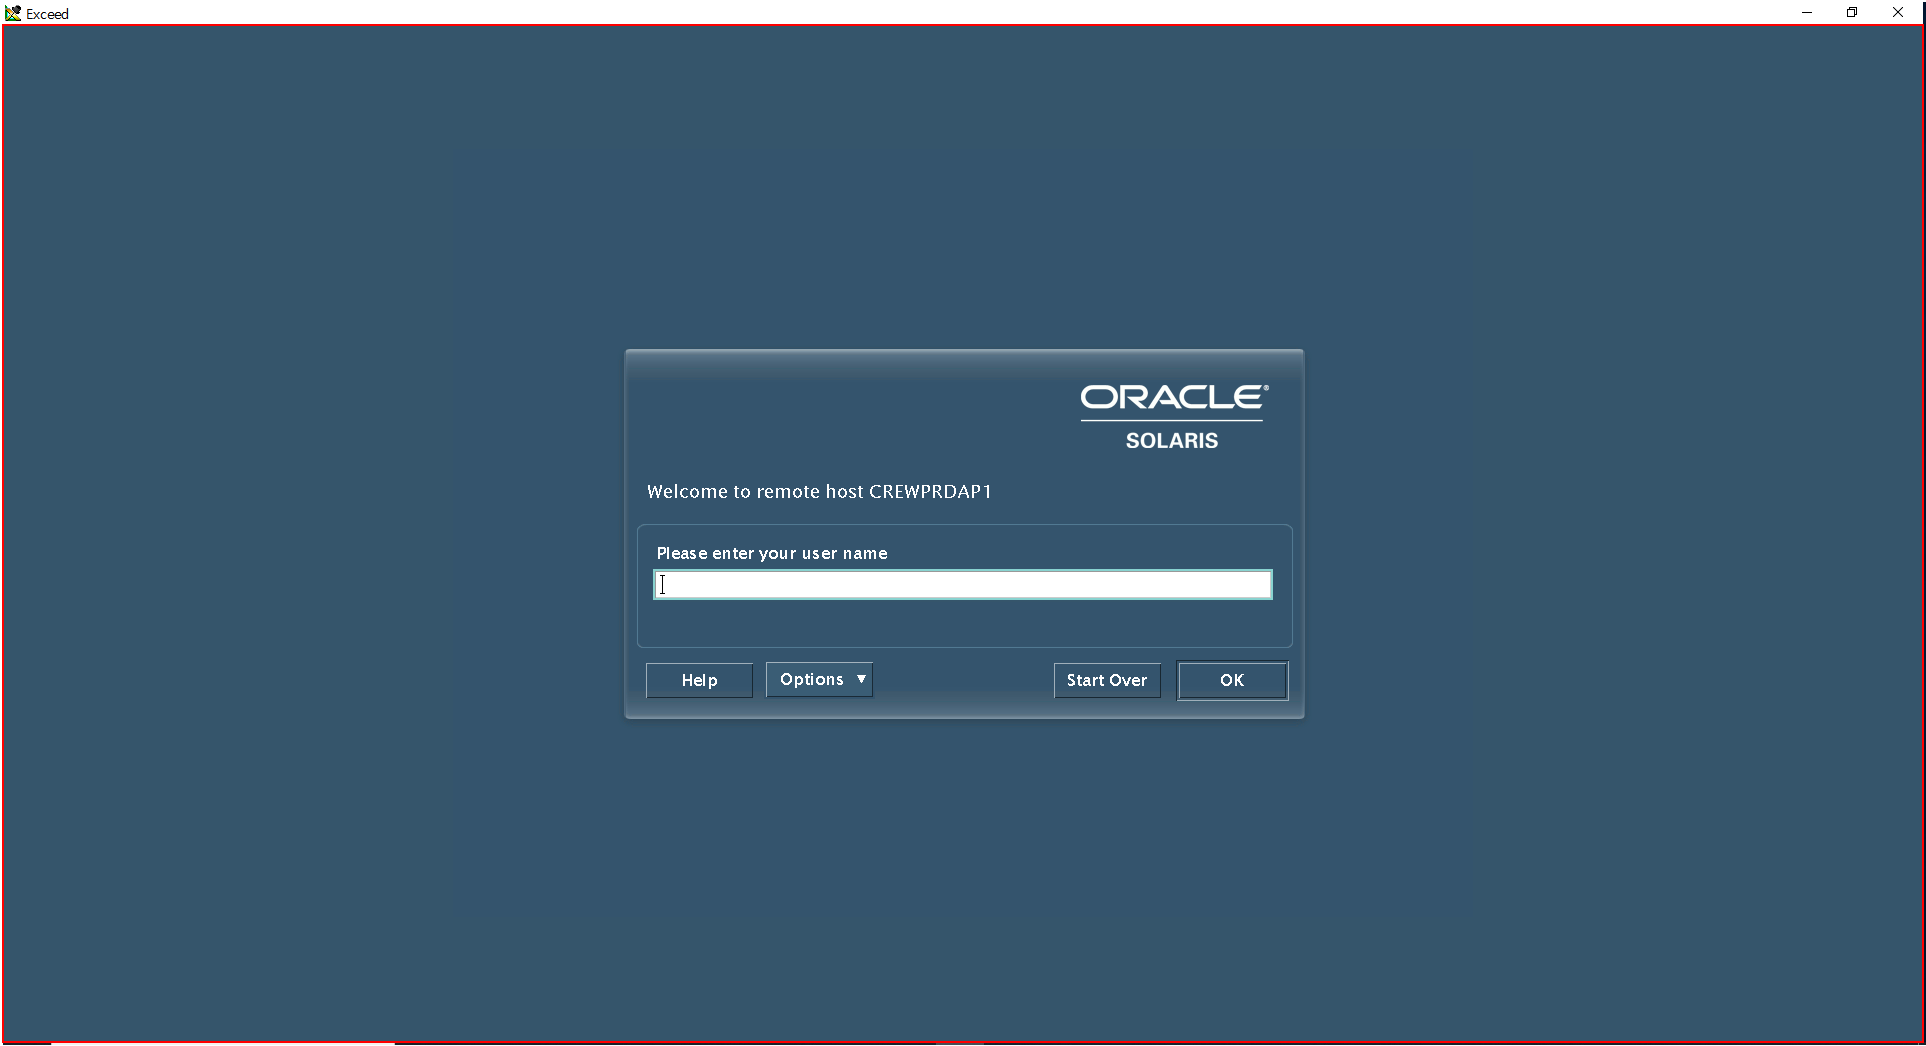 Exceed
ORACLE®
SOLARIS
Welcome to remote host CREWPRDAP1
Please enter your user name
Help
Options ▼
Start Over
OK